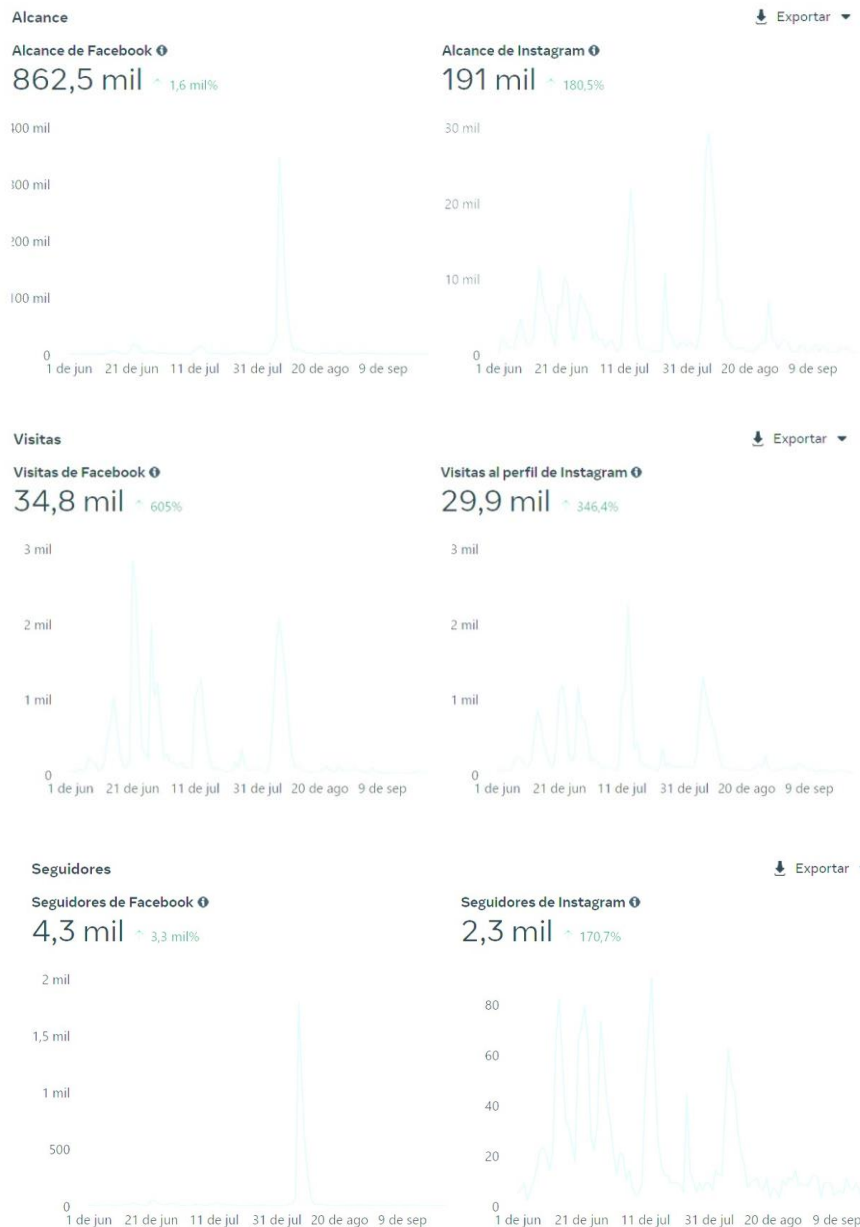 Alcance
Exportar
Alcance de Facebook
862,5 mil 1,6 mil%
Alcance de Instagram
191 mil 180,5%
100 mil
300 mil
200 mil
100 mil
0
1 de jun 21 de jun 11 de jul 31 de jul 20 de ago 9 de sep
30 mil
20 mil
10 mil
0
1 de jun 21 de jun 11 de jul 31 de jul 20 de ago 9 de sep
Visitas
Exportar
Visitas de Facebook
34,8 mil 605%
Visitas al perfil de Instagram
29,9 mil 346,4%
3 mil
2 mil
1 mil
0
1 de jun 21 de jun 11 de jul 31 de jul 20 de ago 9 de sep
3 mil
2 mil
1 mil
0
1 de jun 21 de jun 11 de jul 31 de jul 20 de ago 9 de sep
Seguidores
Exportar
Seguidores de Facebook
4,3 mil 3,3 mil%
Seguidores de Instagram
2,3 mil 170,7%
2 mil
1,5 mil
1 mil
500
0
1 de jun 21 de jun 11 de jul 31 de jul 20 de ago 9 de sep
80
60
40
20
0
1 de jun 21 de jun 11 de jul 31 de jul 20 de ago 9 de sep